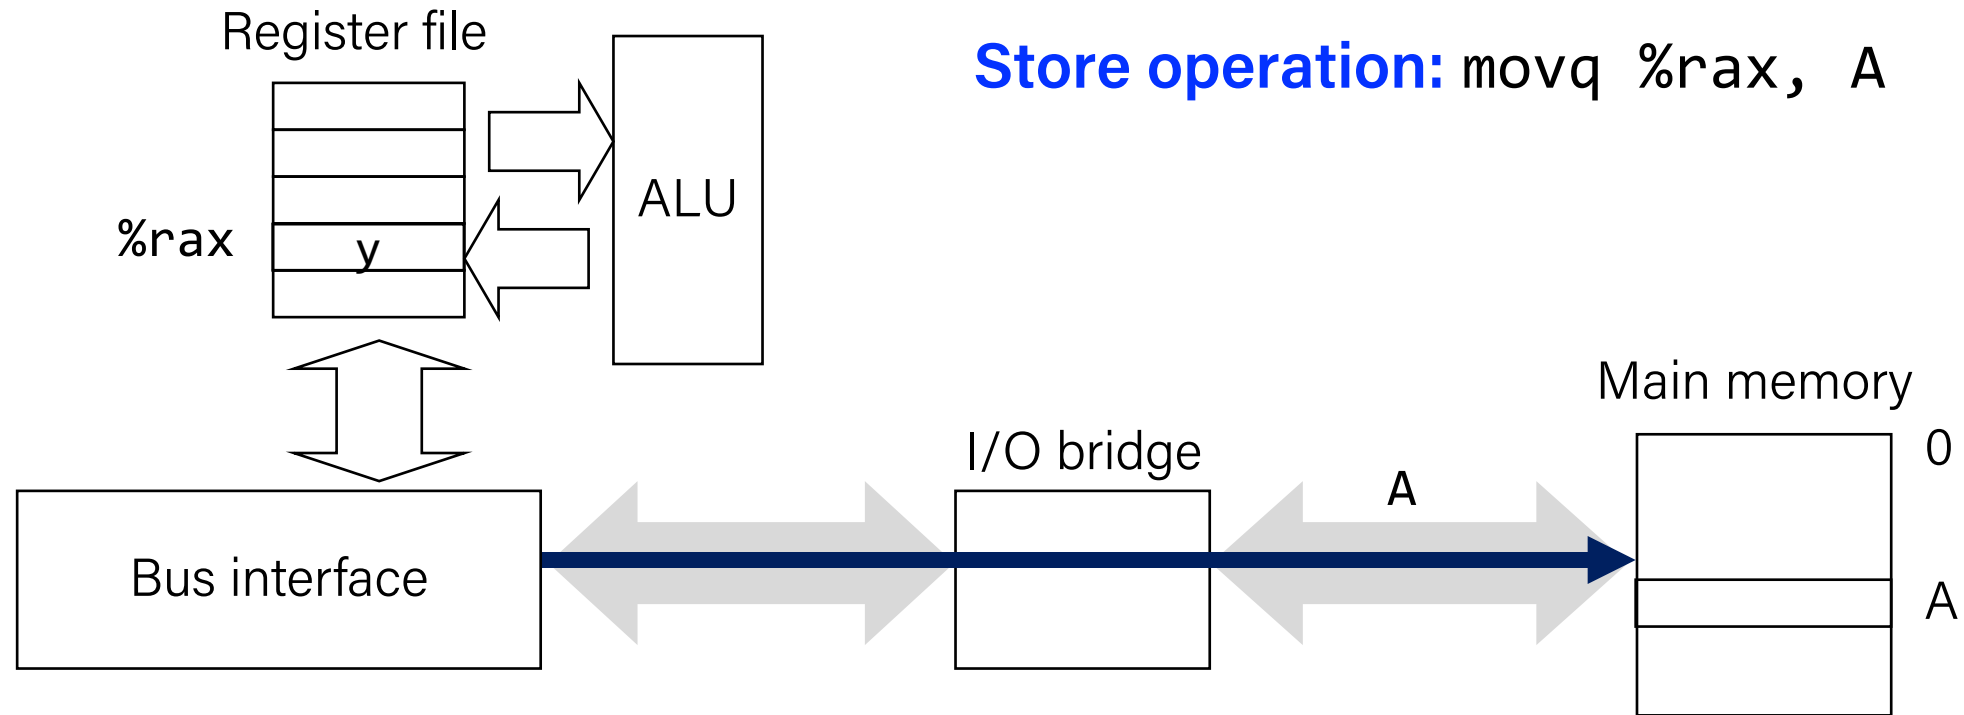 Register file
Store operation: movq %rax, A
ALU
%rax
y
Main memory
I/O bridge
0
A
Bus interface
A